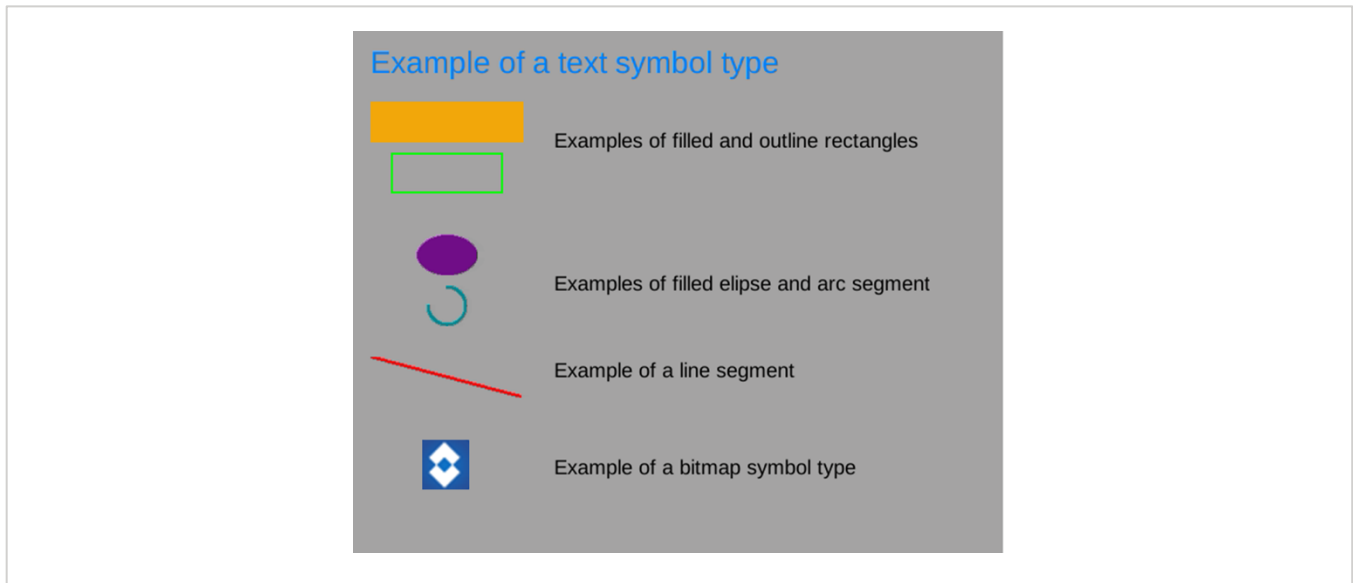 Example of a text symbol type
Examples of filled and outline rectangles
Examples of filled elipse and arc segment
Example of a line segment
Example of a bitmap symbol type